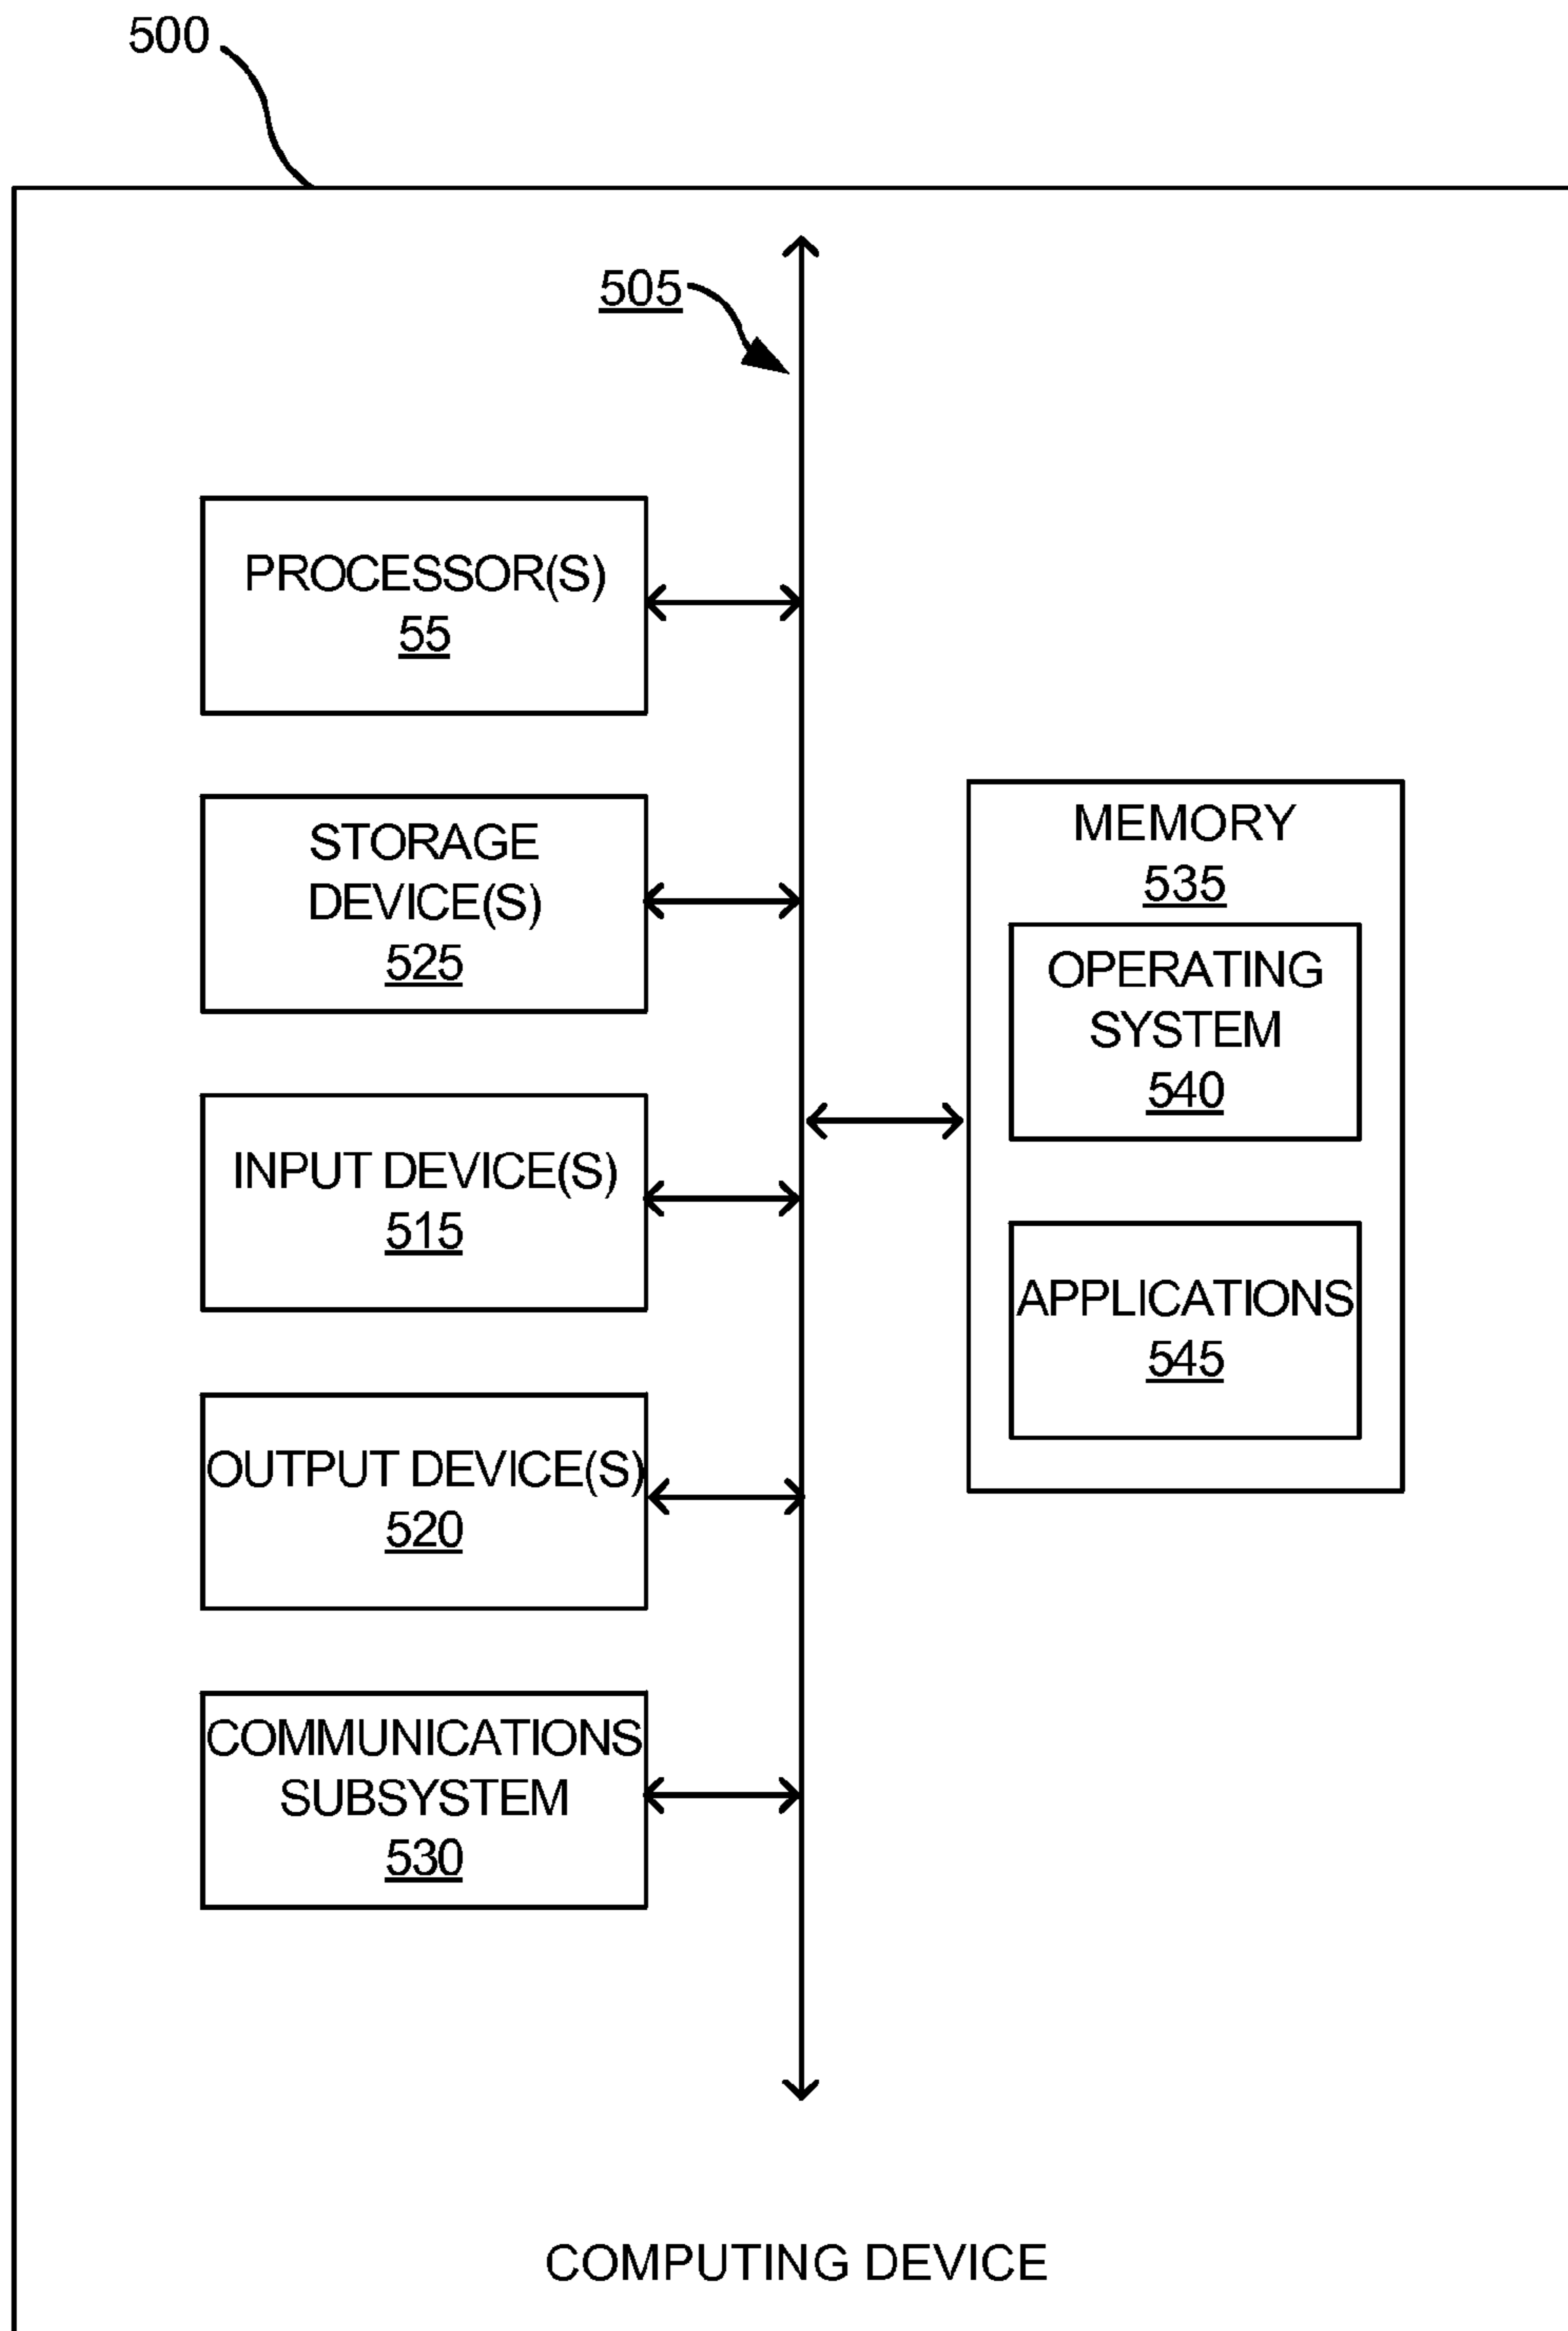 500
505
PROCESSOR(S)
55
STORAGE
DEVICE(S)
525
INPUT DEVICE(S)
515
OUTPUT DEVICE(S)
520
COMMUNICATIONS
SUBSYSTEM
530
MEMORY
535
OPERATING
SYSTEM
540
APPLICATIONS
545
COMPUTING DEVICE